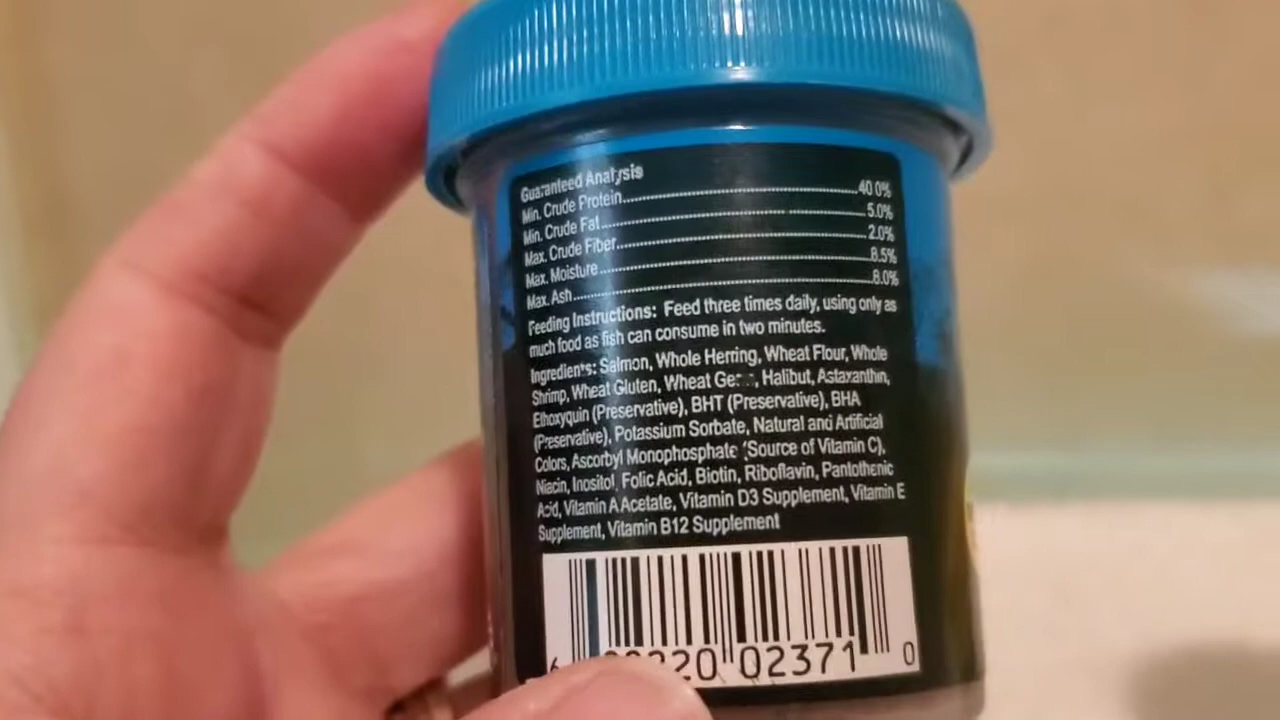 Guaranteed Analysis
Min. Crude Protein........40.0%
Min. Crude Fat........5.0%
Max. Crude Fiber........2.0%
Max. Moisture........8.5%
Max. Ash........8.0%
Feeding Instructions: Feed three times daily, using only as
much food as fish can consume in two minutes.
Ingredients: Salmon, Whole Herring, Wheat Flour, Whole
Shrimp, Wheat Gluten, Wheat , Halibut, Astaxanthin,
Ethoxyquin (Preservative), BHT (Preservative), BHA
(Preservative), Potassium Sorbate, Natural and Artificial
Colors, Ascorbyl Monophosphate (Source of Vitamin C),
Niacin, Inositol, Folic Acid, Biotin, Riboflavin, Pantothenic
Acid, Vitamin A Acetate, Vitamin D3 Supplement, Vitamin E
Supplement, Vitamin B12 Supplement
02371 0